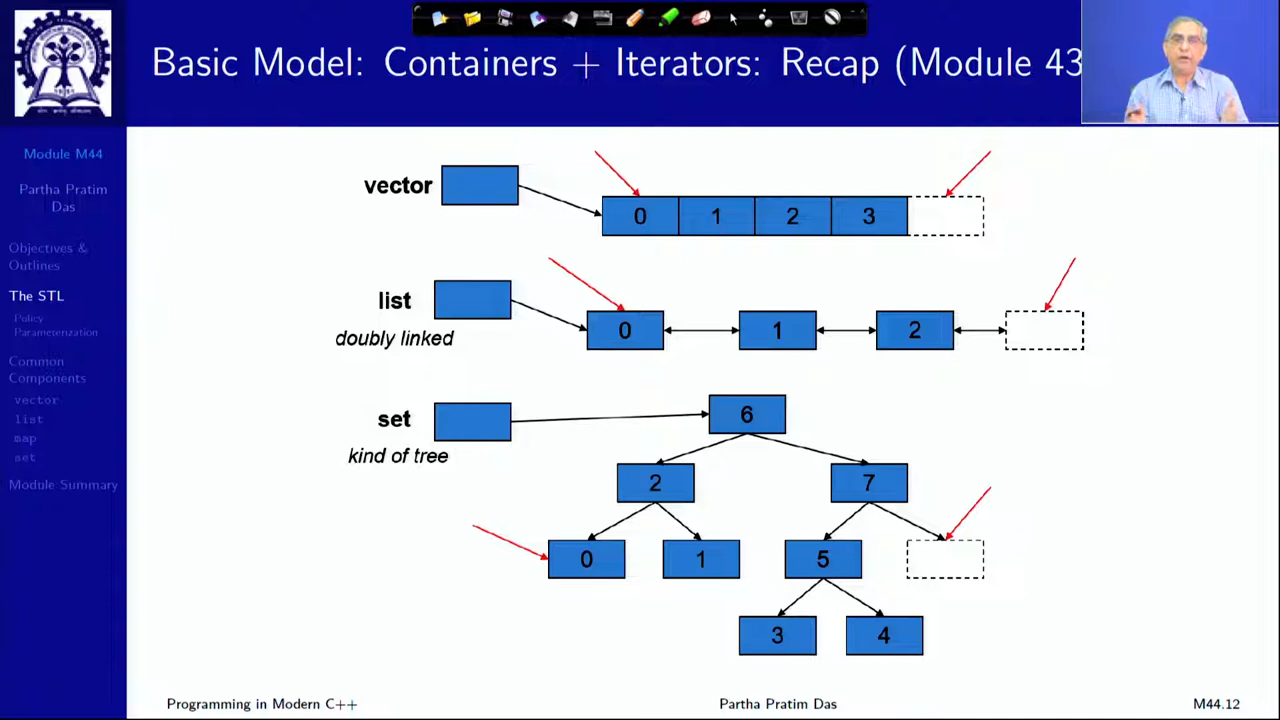 Basic Model: Containers + Iterators: Recap (Module 43
Module M44
Partha Pratim
Das
Objectives &
Outlines
The STL
Policy
Parameterization
Common
Components
vector
list
map
set
Module Summary
vector
0 1 2 3
list
doubly linked
0 1 2
set
kind of tree
6
2 7
0 1 5
3 4
Programming in Modern C++ Partha Pratim Das M44.12